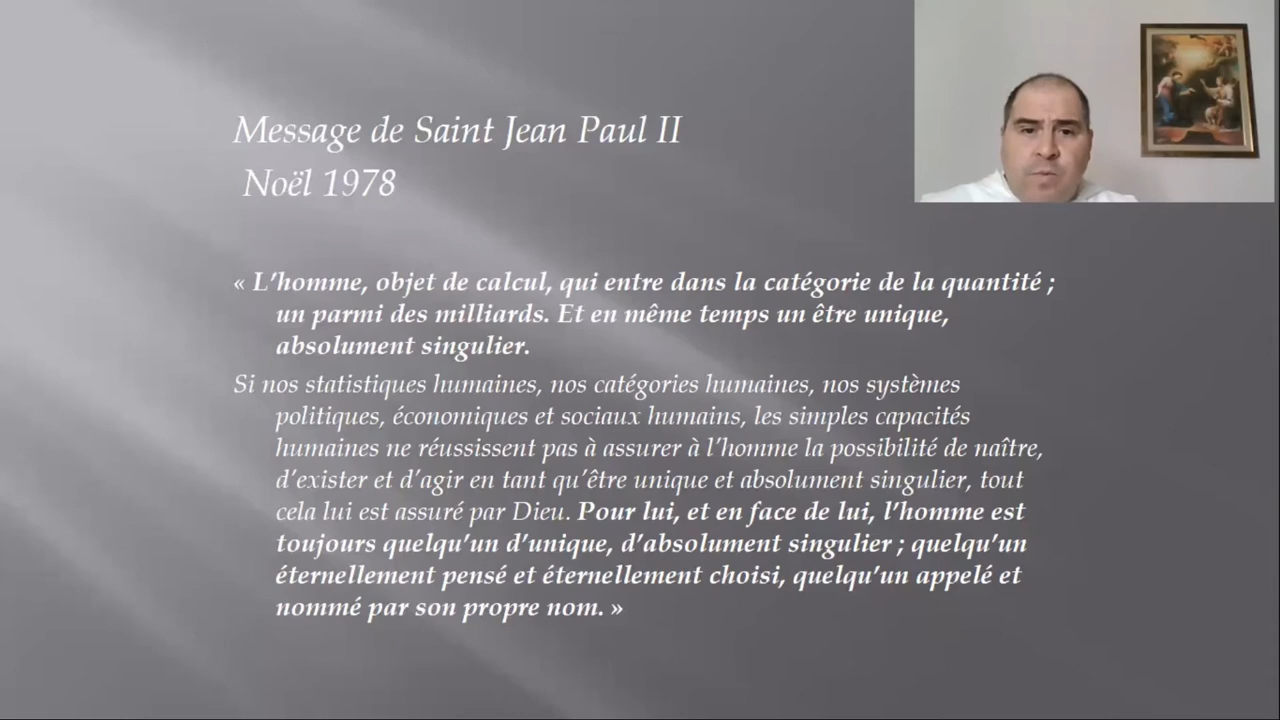 Message de Saint Jean Paul II
Noël 1978
« L’homme, objet de calcul, qui entre dans la catégorie de la quantité ;
un parmi des milliards. Et en même temps un être unique,
absolument singulier.
Si nos statistiques humaines, nos catégories humaines, nos systèmes
politiques, économiques et sociaux humains, les simples capacités
humaines ne réussissent pas à assurer à l’homme la possibilité de naître,
d’exister et d’agir en tant qu’être unique et absolument singulier, tout
cela lui est assuré par Dieu. Pour lui, et en face de lui, l’homme est
toujours quelqu’un d’unique, d’absolument singulier ; quelqu’un
éternellement pensé et éternellement choisi, quelqu’un appelé et
nommé par son propre nom. »